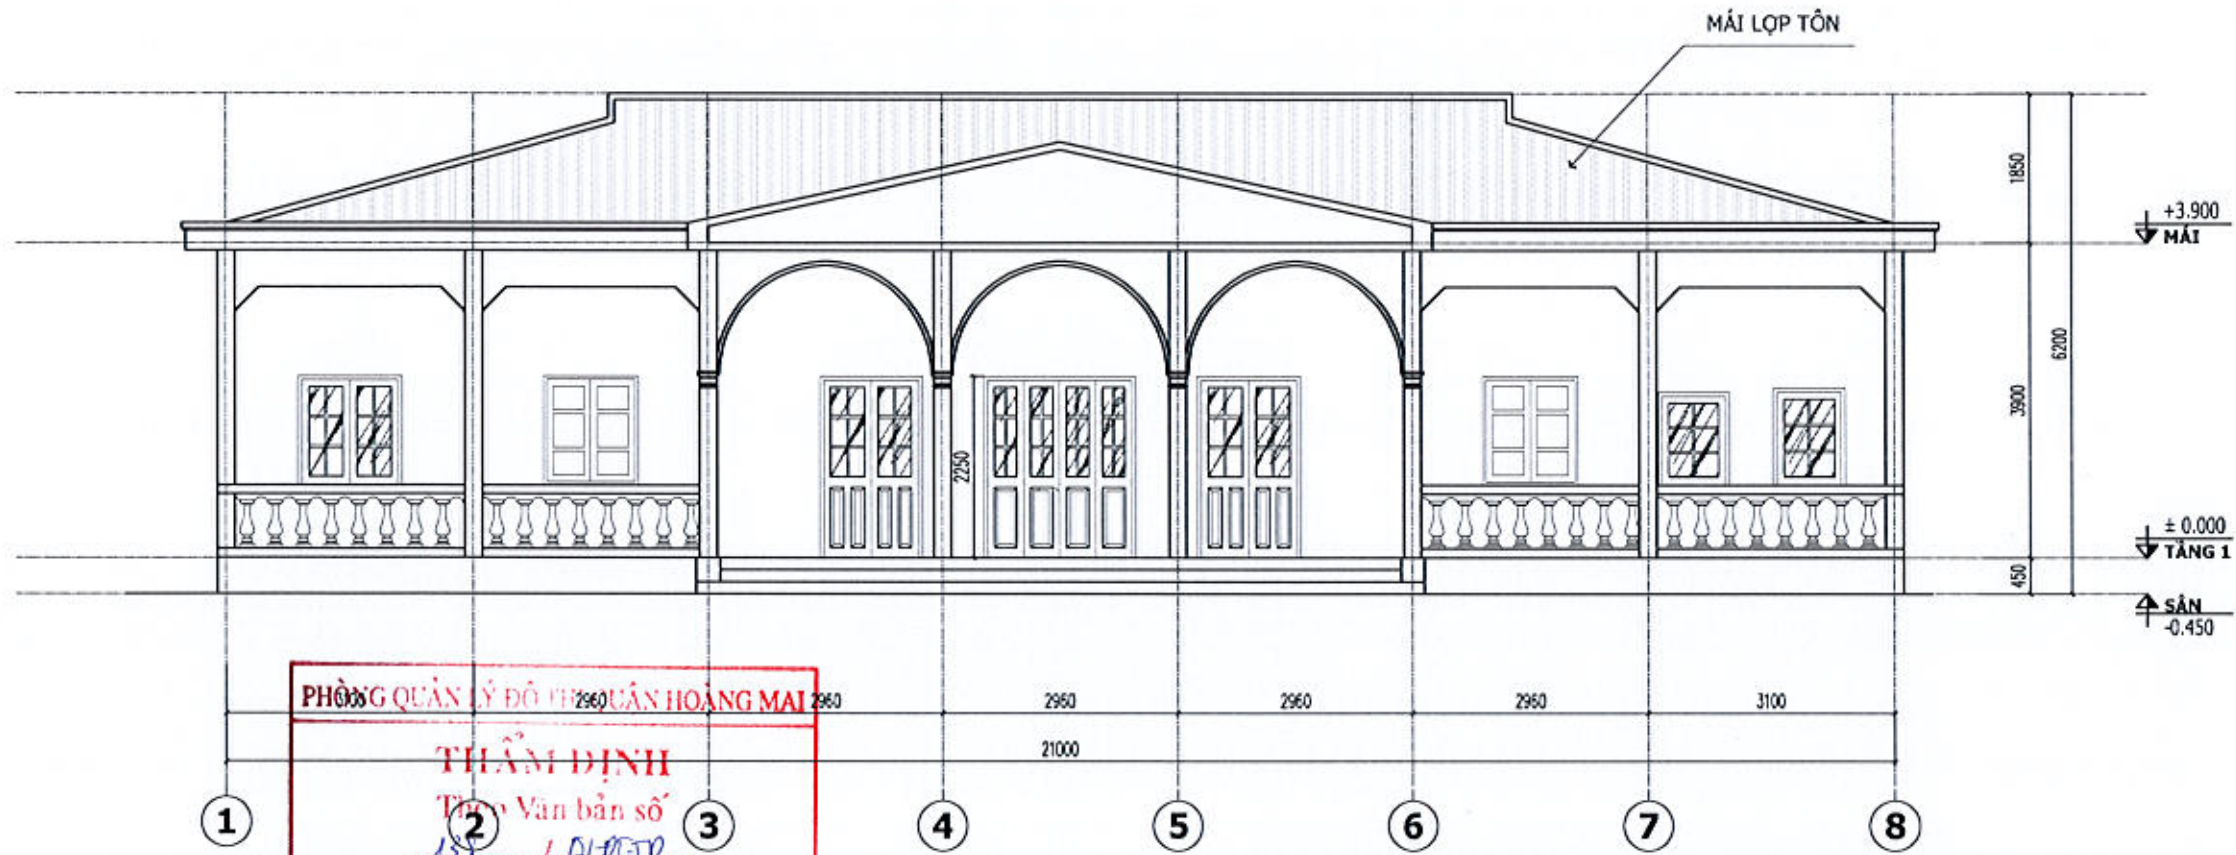 MÁI LỢP TÔN
1850
+3.900
MÁI
6200
3900
2250
± 0.000
TẦNG 1
450
SÂN
-0.450
PHÒNG QUẢN LÝ ĐÔ THỊ QUẬN HOÀNG MAI
3100 2960 2960 2960 2960 2960 3100
THẨM ĐỊNH
21000
Theo Văn bản số
1 2 3 4 5 6 7 8